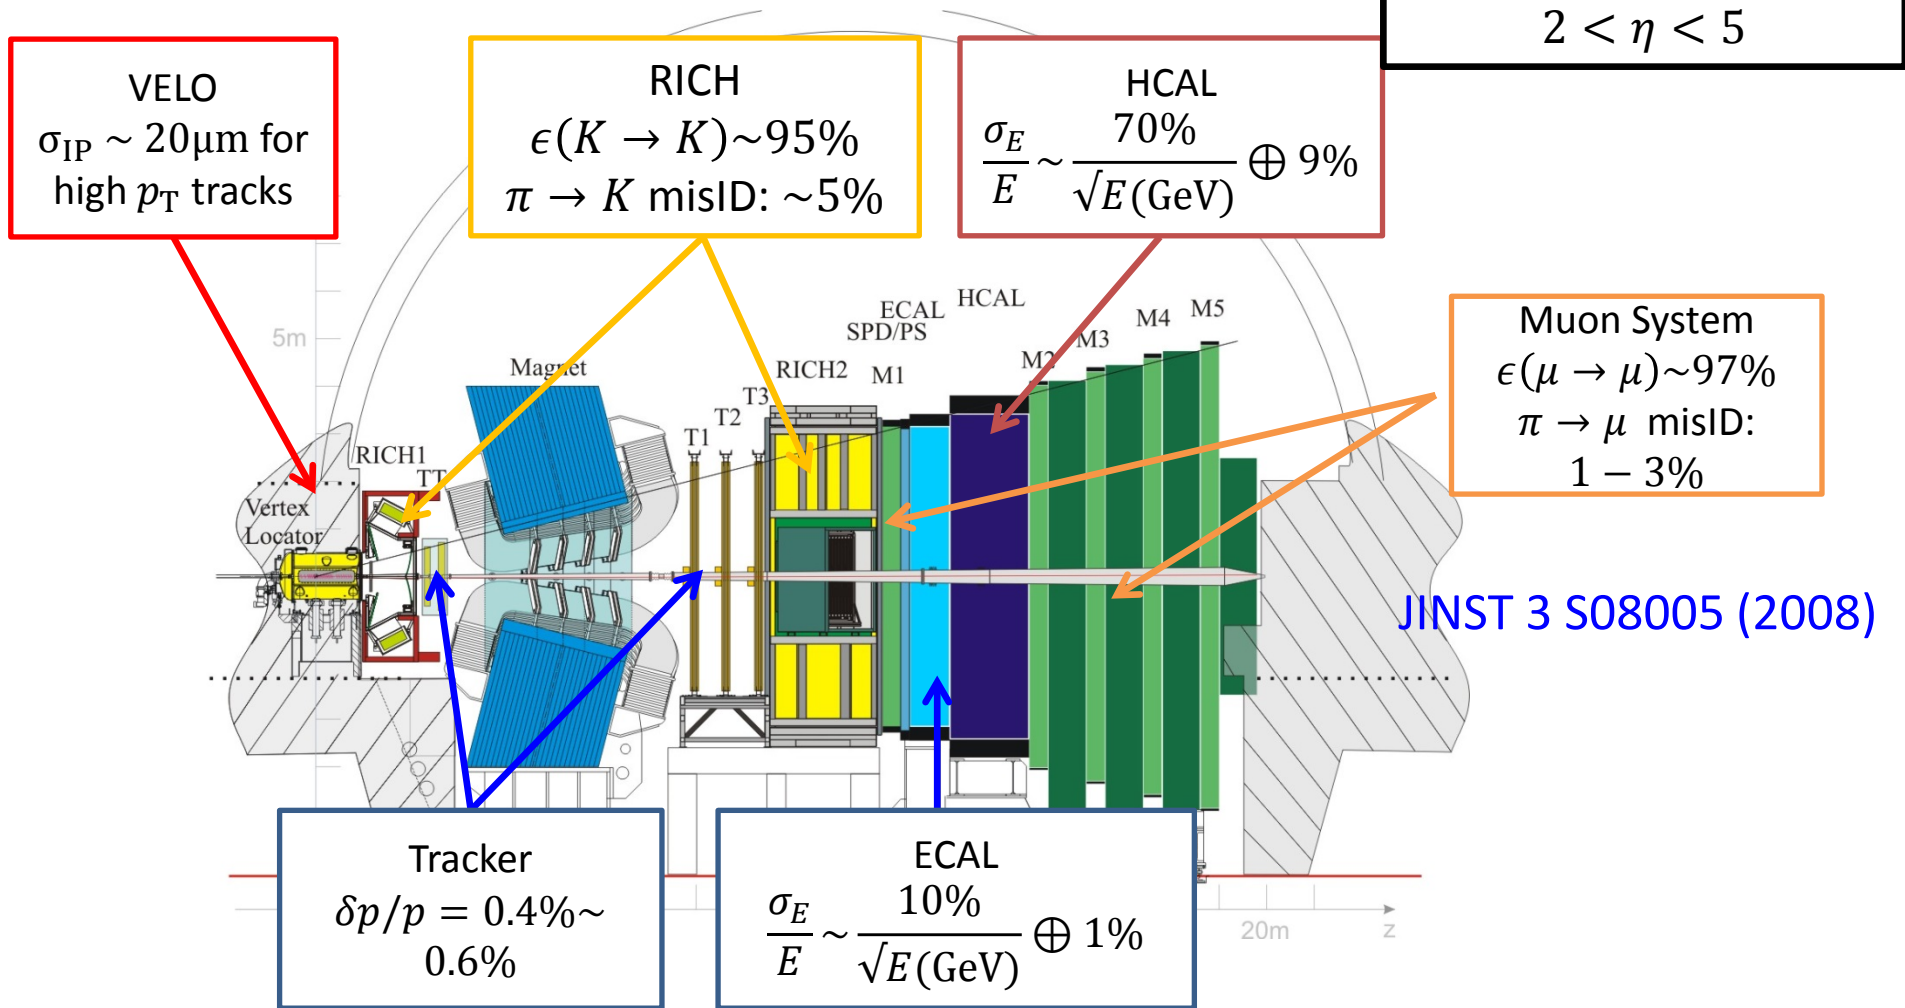 2 < η < 5
VELO
σ_IP ~ 20μm for
high p_T tracks
RICH
ϵ(K → K)~95%
π → K misID: ~5%
HCAL
σ_E/E ~ 70%/√E(GeV) ⊕ 9%
Muon System
ϵ(μ → μ)~97%
π → μ misID:
1 − 3%
5m
Vertex
Locator
RICH1
TT
Magnet
T1
T2
T3
RICH2
M1
SPD/PS
ECAL
HCAL
M2
M3
M4
M5
JINST 3 S08005 (2008)
Tracker
δp/p = 0.4%~
0.6%
ECAL
σ_E/E ~ 10%/√E(GeV) ⊕ 1%
20m
z